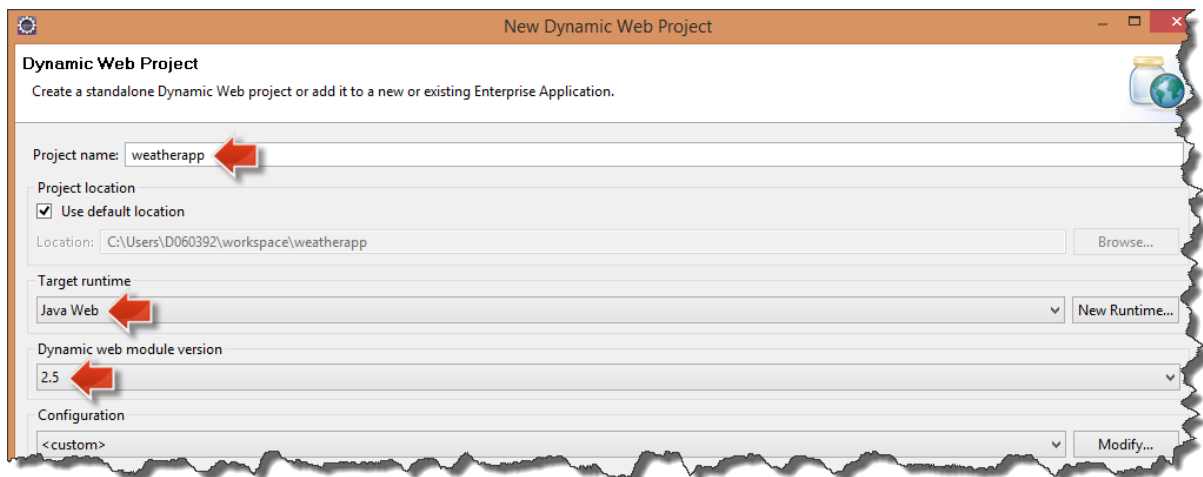 New Dynamic Web Project
Dynamic Web Project
Create a standalone Dynamic Web project or add it to a new or existing Enterprise Application.
Project name: weatherapp
Project location
Use default location
Location: C:\Users\D060392\workspace\weatherapp Browse...
Target runtime
Java Web New Runtime...
Dynamic web module version
2.5
Configuration
<custom> Modify...